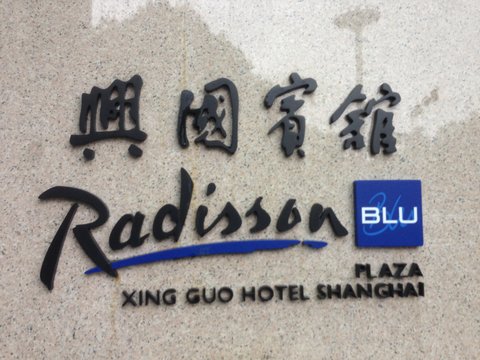 興國賓館
Radisson BLU
PLAZA
XING GUO HOTEL SHANGHAI